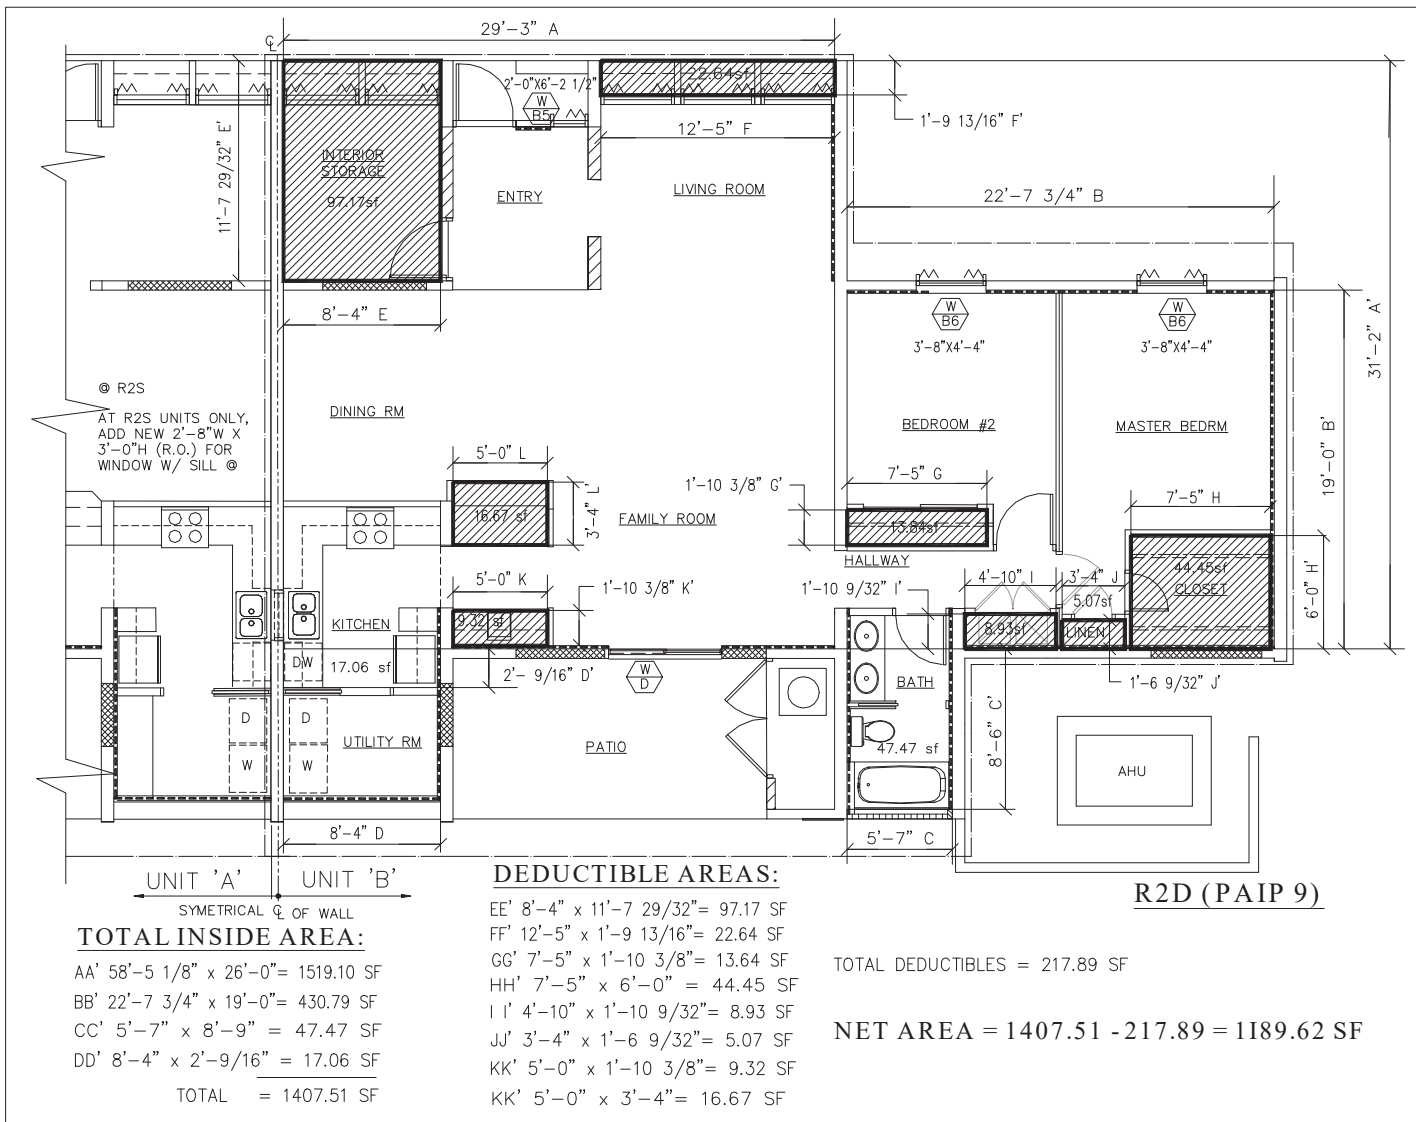 29'-3" A
℄
2'-0"X6'-2 1/2"
W
B5
22.64sf
1'-9 13/16" F'
12'-5" F
11'-7 29/32" E'
INTERIOR
STORAGE
97.17sf
ENTRY
LIVING ROOM
22'-7 3/4" B
8'-4" E
W
B6
3'-8"X4'-4"
W
B6
3'-8"X4'-4"
31'-2" A'
19'-0" B'
@ R2S
AT R2S UNITS ONLY,
ADD NEW 2'-8"W X
3'-0"H (R.O.) FOR
WINDOW W/ SILL @
DINING RM
BEDROOM #2
MASTER BEDRM
5'-0" L
16.67 sf
3'-4" L'
FAMILY ROOM
1'-10 3/8" G'
7'-5" G
13.84sf
HALLWAY
7'-5" H
44.45sf
CLOSET
6'-0" H'
5'-0" K
1'-10 3/8" K'
9.32 sf
1'-10 9/32" I'
4'-10" I
3'-4" J
5.07sf
8.93sf
LINEN
KITCHEN
DW
17.06 sf
2'- 9/16" D'
W
D
BATH
1'-6 9/32" J'
8'-6" C'
D
W
D
W
UTILITY RM
PATIO
47.47 sf
AHU
8'-4" D
5'-7" C
UNIT 'A'
UNIT 'B'
SYMETRICAL ℄ OF WALL
TOTAL INSIDE AREA:
AA' 58'-5 1/8" x 26'-0"= 1519.10 SF
BB' 22'-7 3/4" x 19'-0"= 430.79 SF
CC' 5'-7" x 8'-9" = 47.47 SF
DD' 8'-4" x 2'-9/16" = 17.06 SF
TOTAL = 1407.51 SF
DEDUCTIBLE AREAS:
EE' 8'-4" x 11'-7 29/32"= 97.17 SF
FF' 12'-5" x 1'-9 13/16"= 22.64 SF
GG' 7'-5" x 1'-10 3/8"= 13.64 SF
HH' 7'-5" x 6'-0" = 44.45 SF
I I' 4'-10" x 1'-10 9/32"= 8.93 SF
JJ' 3'-4" x 1'-6 9/32"= 5.07 SF
KK' 5'-0" x 1'-10 3/8"= 9.32 SF
KK' 5'-0" x 3'-4"= 16.67 SF
R2D (PAIP 9)
TOTAL DEDUCTIBLES = 217.89 SF
NET AREA = 1407.51 - 217.89 = 1I89.62 SF